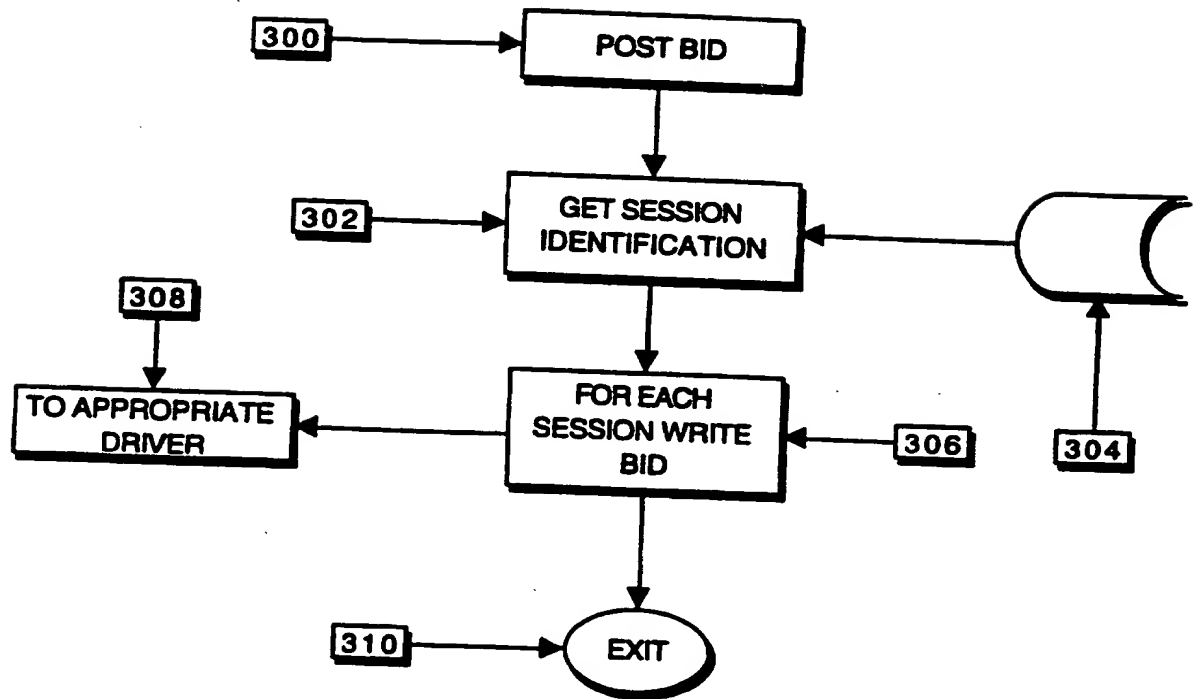 300
POST BID
302
GET SESSION
IDENTIFICATION
308
TO APPROPRIATE
DRIVER
FOR EACH
SESSION WRITE
BID
306
304
310
EXIT